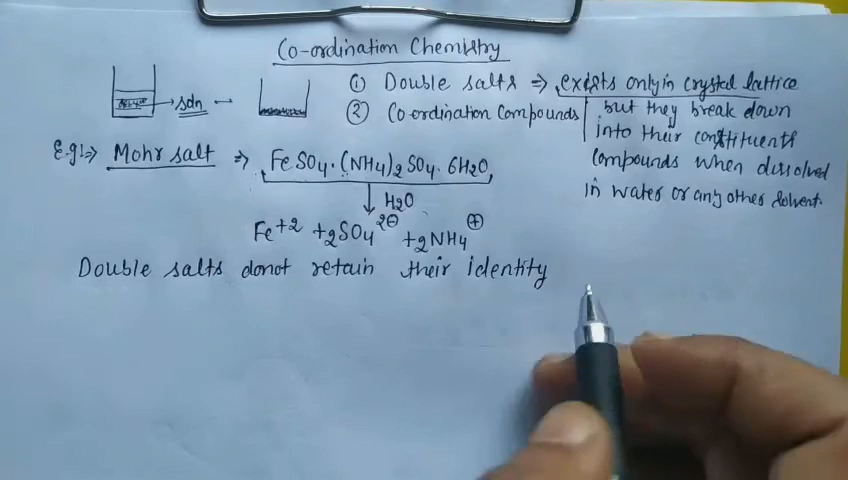 Co-ordination Chemistry
① Double salts ⇒ exists only in crystal lattice
→ soln —
② Co-ordination Compounds
but they break down
into their constituents
compounds when dissolved
in water or any other solvent.
E.g1⇒ Mohr salt ⇒ FeSO4·(NH4)2SO4·6H2O
↓ H2O
Fe+2 + 2SO4 2⊖ + 2NH4 ⊕
Double salts donot retain their identity